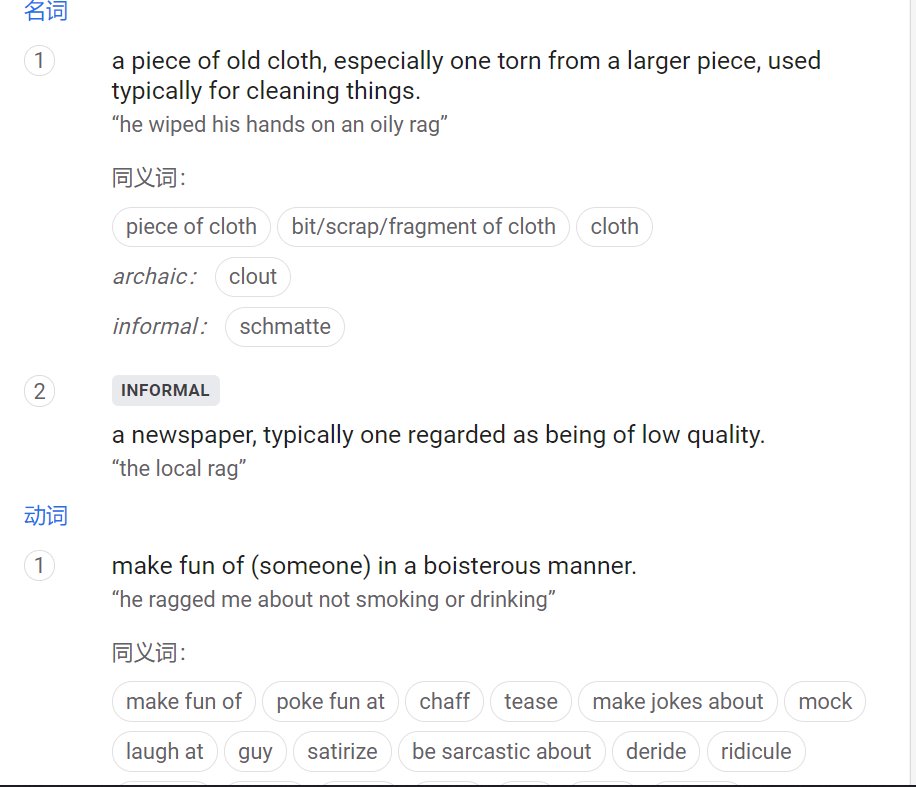 名词
1
a piece of old cloth, especially one torn from a larger piece, used
typically for cleaning things.
“he wiped his hands on an oily rag”
同义词：
piece of cloth bit/scrap/fragment of cloth cloth
archaic： clout
informal： schmatte
2 INFORMAL
a newspaper, typically one regarded as being of low quality.
“the local rag”
动词
1
make fun of (someone) in a boisterous manner.
“he ragged me about not smoking or drinking”
同义词：
make fun of poke fun at chaff tease make jokes about mock
laugh at guy satirize be sarcastic about deride ridicule